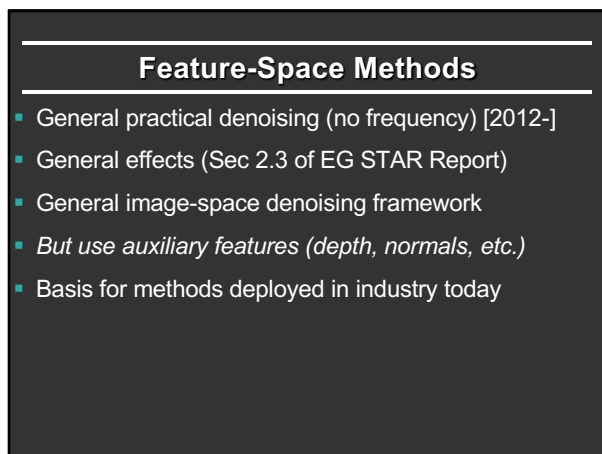 Feature-Space Methods
▪ General practical denoising (no frequency) [2012-]
▪ General effects (Sec 2.3 of EG STAR Report)
▪ General image-space denoising framework
▪ But use auxiliary features (depth, normals, etc.)
▪ Basis for methods deployed in industry today